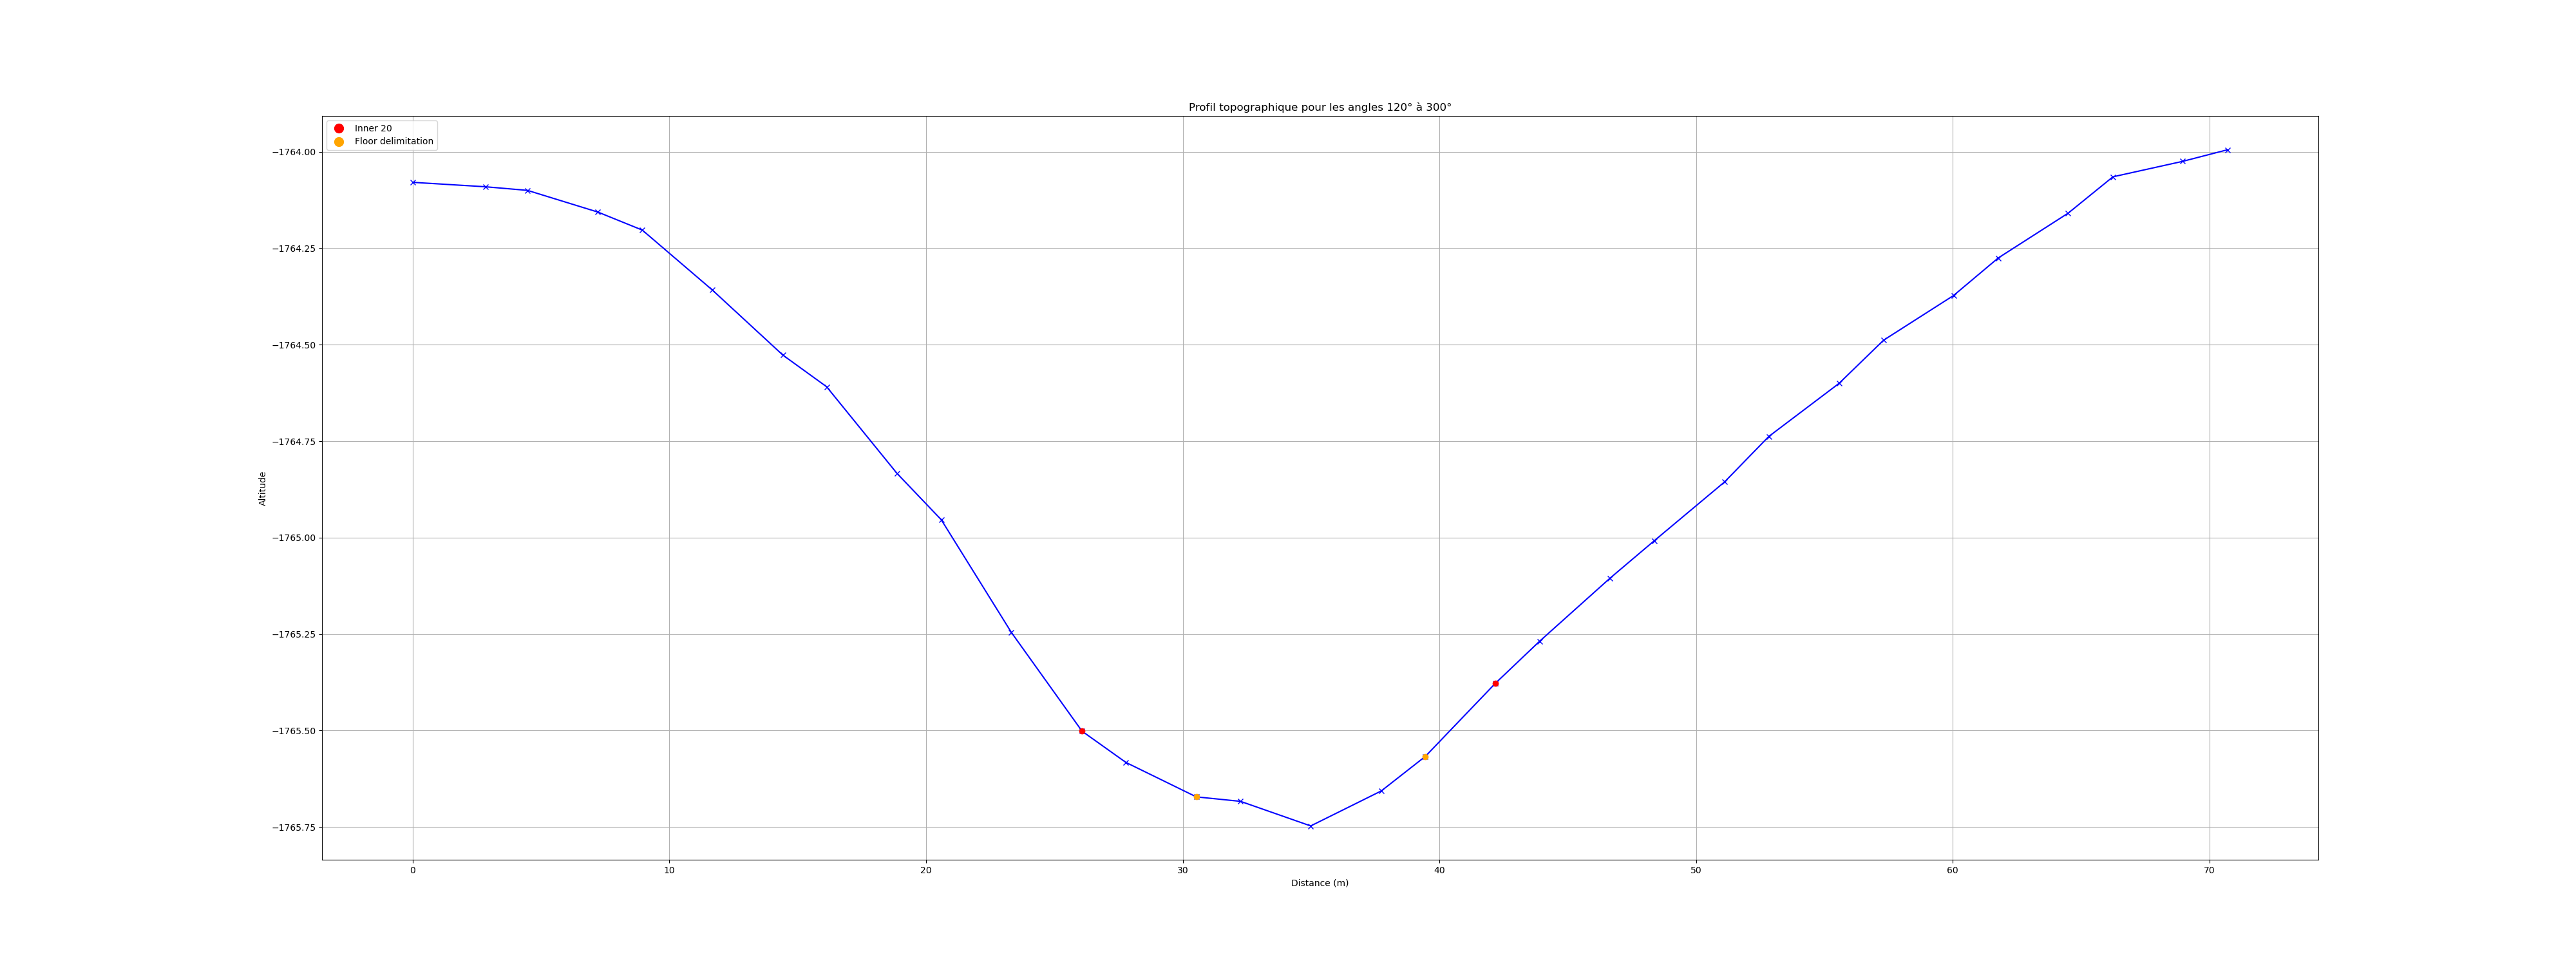 Profil topographique pour les angles 120° à 300°
Inner 20
Floor delimitation
−1764.00
−1764.25
−1764.50
−1764.75
−1765.00
−1765.25
−1765.50
−1765.75
Altitude
0 10 20 30 40 50 60 70
Distance (m)